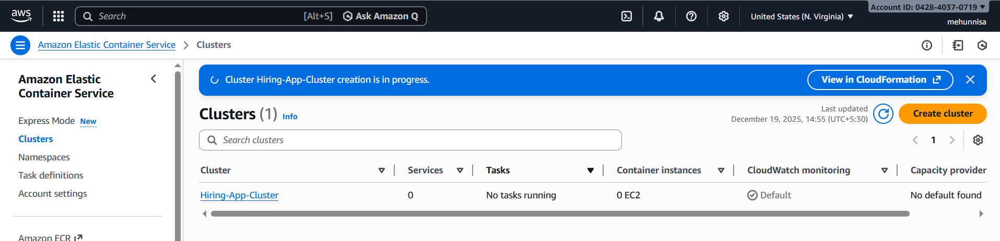 aws
Search [Alt+S] Ask Amazon Q
United States (N. Virginia)
Account ID: 0428-4037-0719
mehunnisa
Amazon Elastic Container Service > Clusters
Amazon Elastic
Container Service
Express Mode New
Clusters
Namespaces
Task definitions
Account settings
Amazon ECR
Cluster Hiring-App-Cluster creation is in progress.
View in CloudFormation
Clusters (1) Info
Last updated
December 19, 2025, 14:55 (UTC+5:30)
Create cluster
Search clusters
1
Cluster Services Tasks Container instances CloudWatch monitoring Capacity provider
Hiring-App-Cluster 0 No tasks running 0 EC2 Default No default found